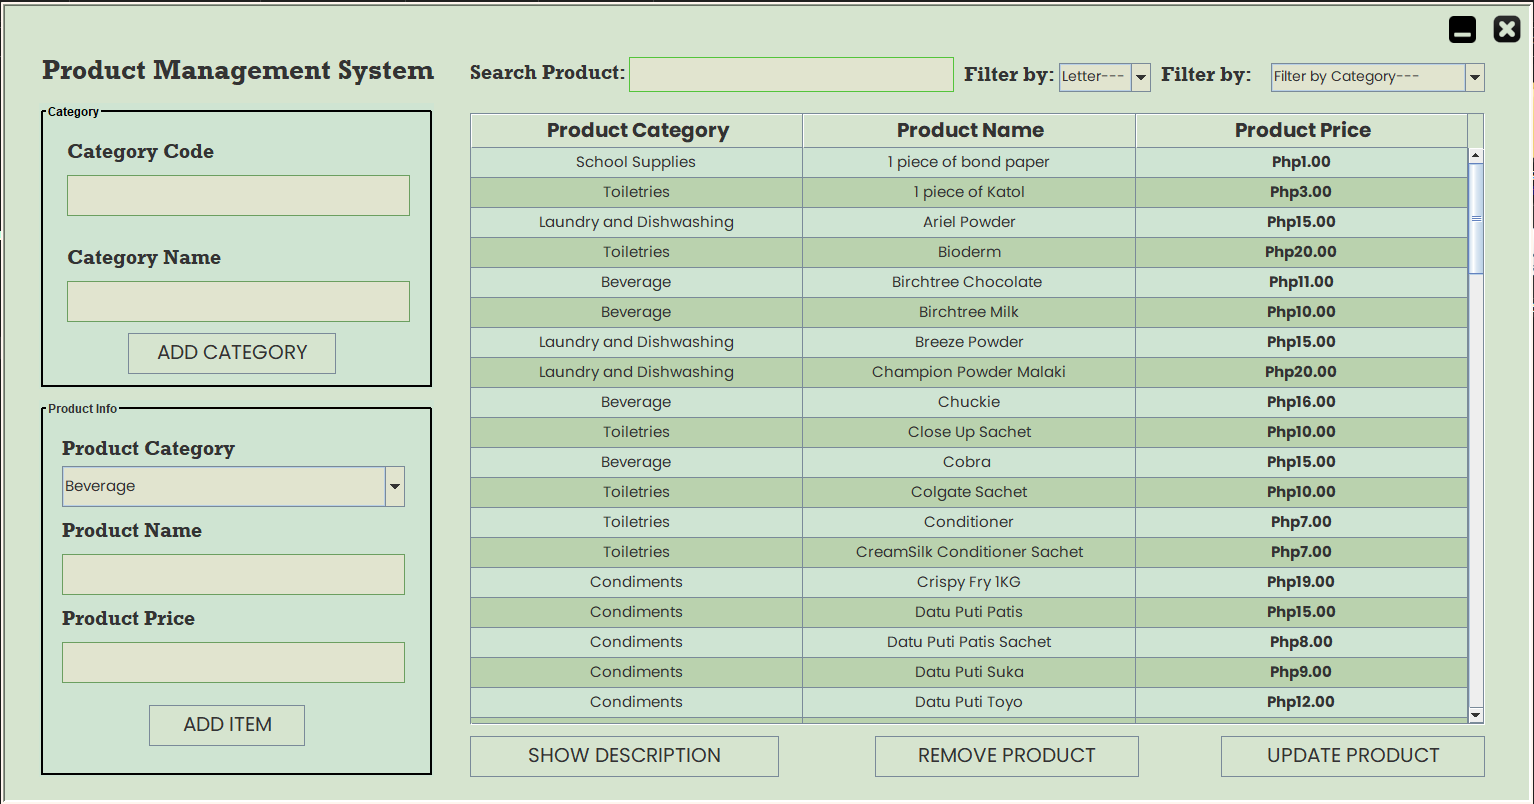 Product Management System
Search Product:
Filter by: Letter---
Filter by: Filter by Category---
Category
Category Code
Category Name
ADD CATEGORY
Product Info
Product Category
Beverage
Product Name
Product Price
ADD ITEM
Product Category Product Name Product Price
School Supplies 1 piece of bond paper Php1.00
Toiletries 1 piece of Katol Php3.00
Laundry and Dishwashing Ariel Powder Php15.00
Toiletries Bioderm Php20.00
Beverage Birchtree Chocolate Php11.00
Beverage Birchtree Milk Php10.00
Laundry and Dishwashing Breeze Powder Php15.00
Laundry and Dishwashing Champion Powder Malaki Php20.00
Beverage Chuckie Php16.00
Toiletries Close Up Sachet Php10.00
Beverage Cobra Php15.00
Toiletries Colgate Sachet Php10.00
Toiletries Conditioner Php7.00
Toiletries CreamSilk Conditioner Sachet Php7.00
Condiments Crispy Fry 1KG Php19.00
Condiments Datu Puti Patis Php15.00
Condiments Datu Puti Patis Sachet Php8.00
Condiments Datu Puti Suka Php9.00
Condiments Datu Puti Toyo Php12.00
SHOW DESCRIPTION REMOVE PRODUCT UPDATE PRODUCT